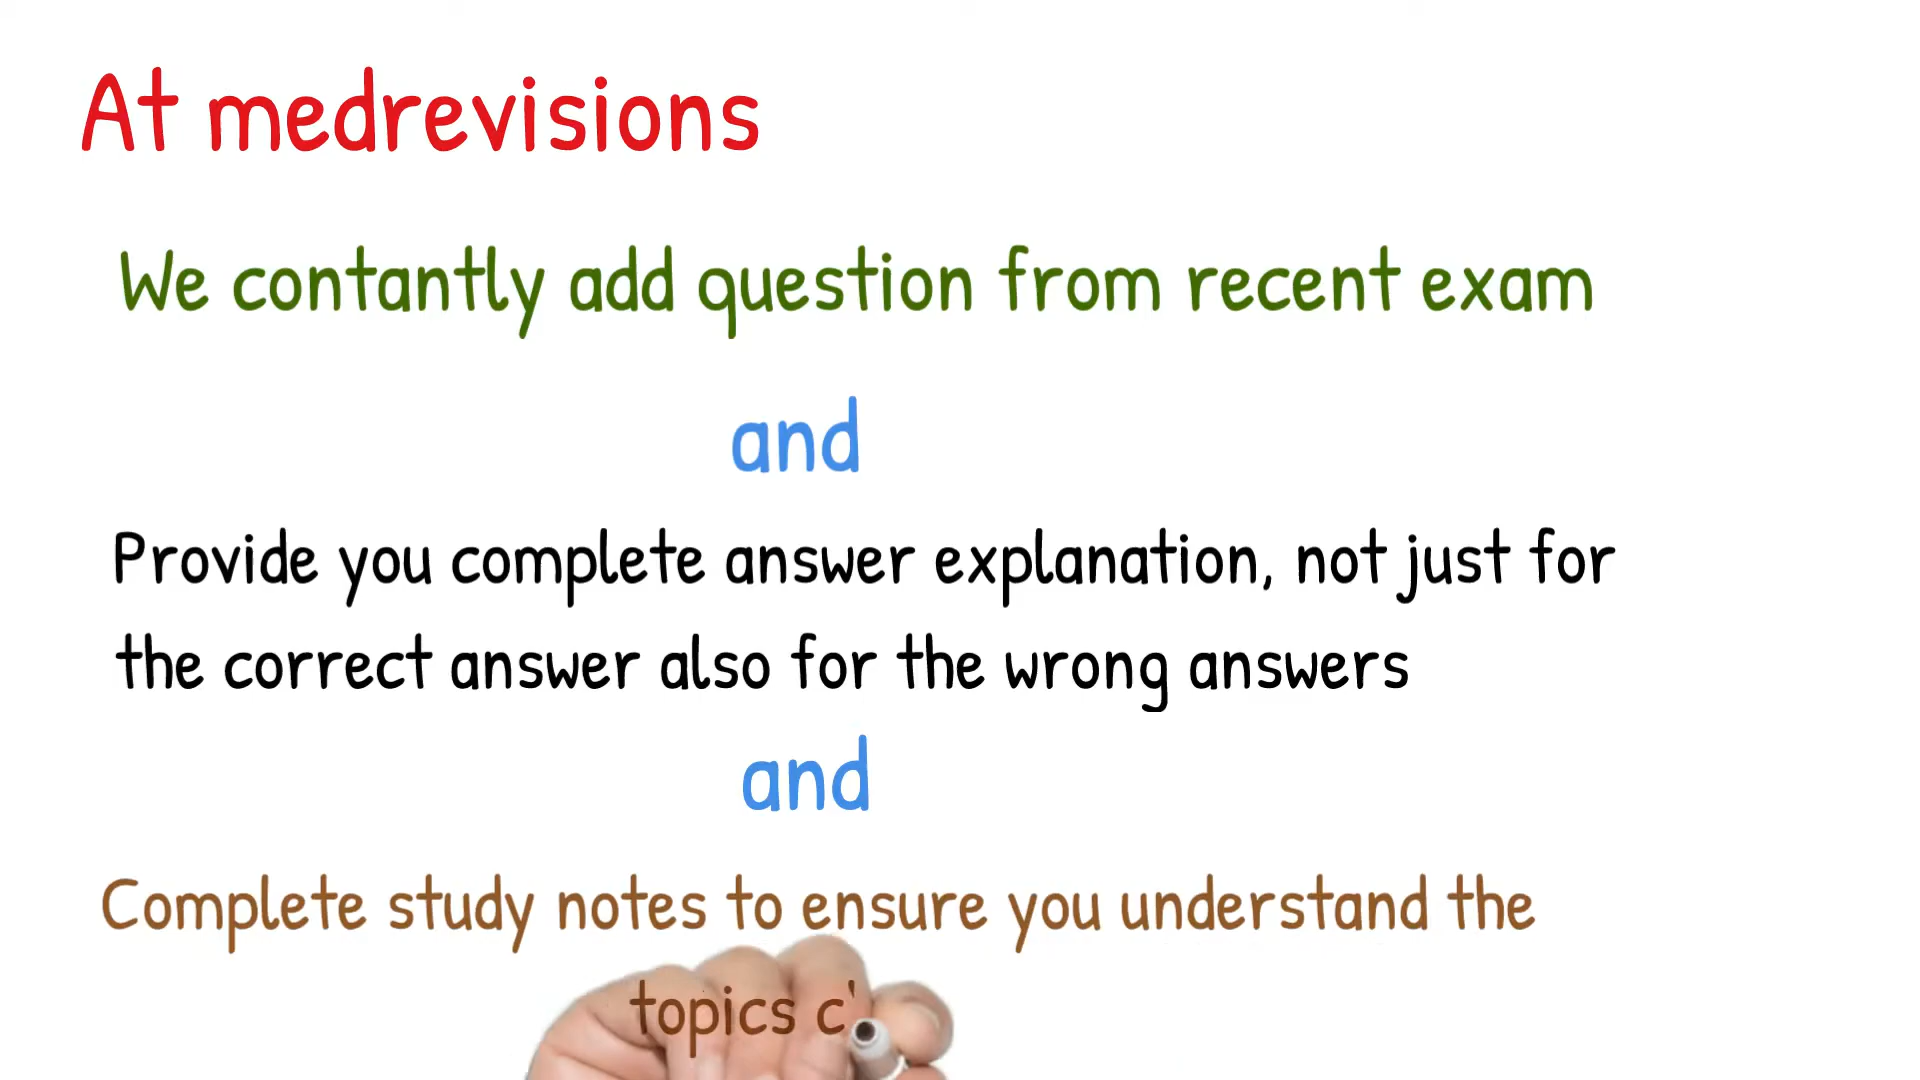 At medrevisions
We contantly add question from recent exam
and
Provide you complete answer explanation, not just for
the correct answer also for the wrong answers
and
Complete study notes to ensure you understand the
topics